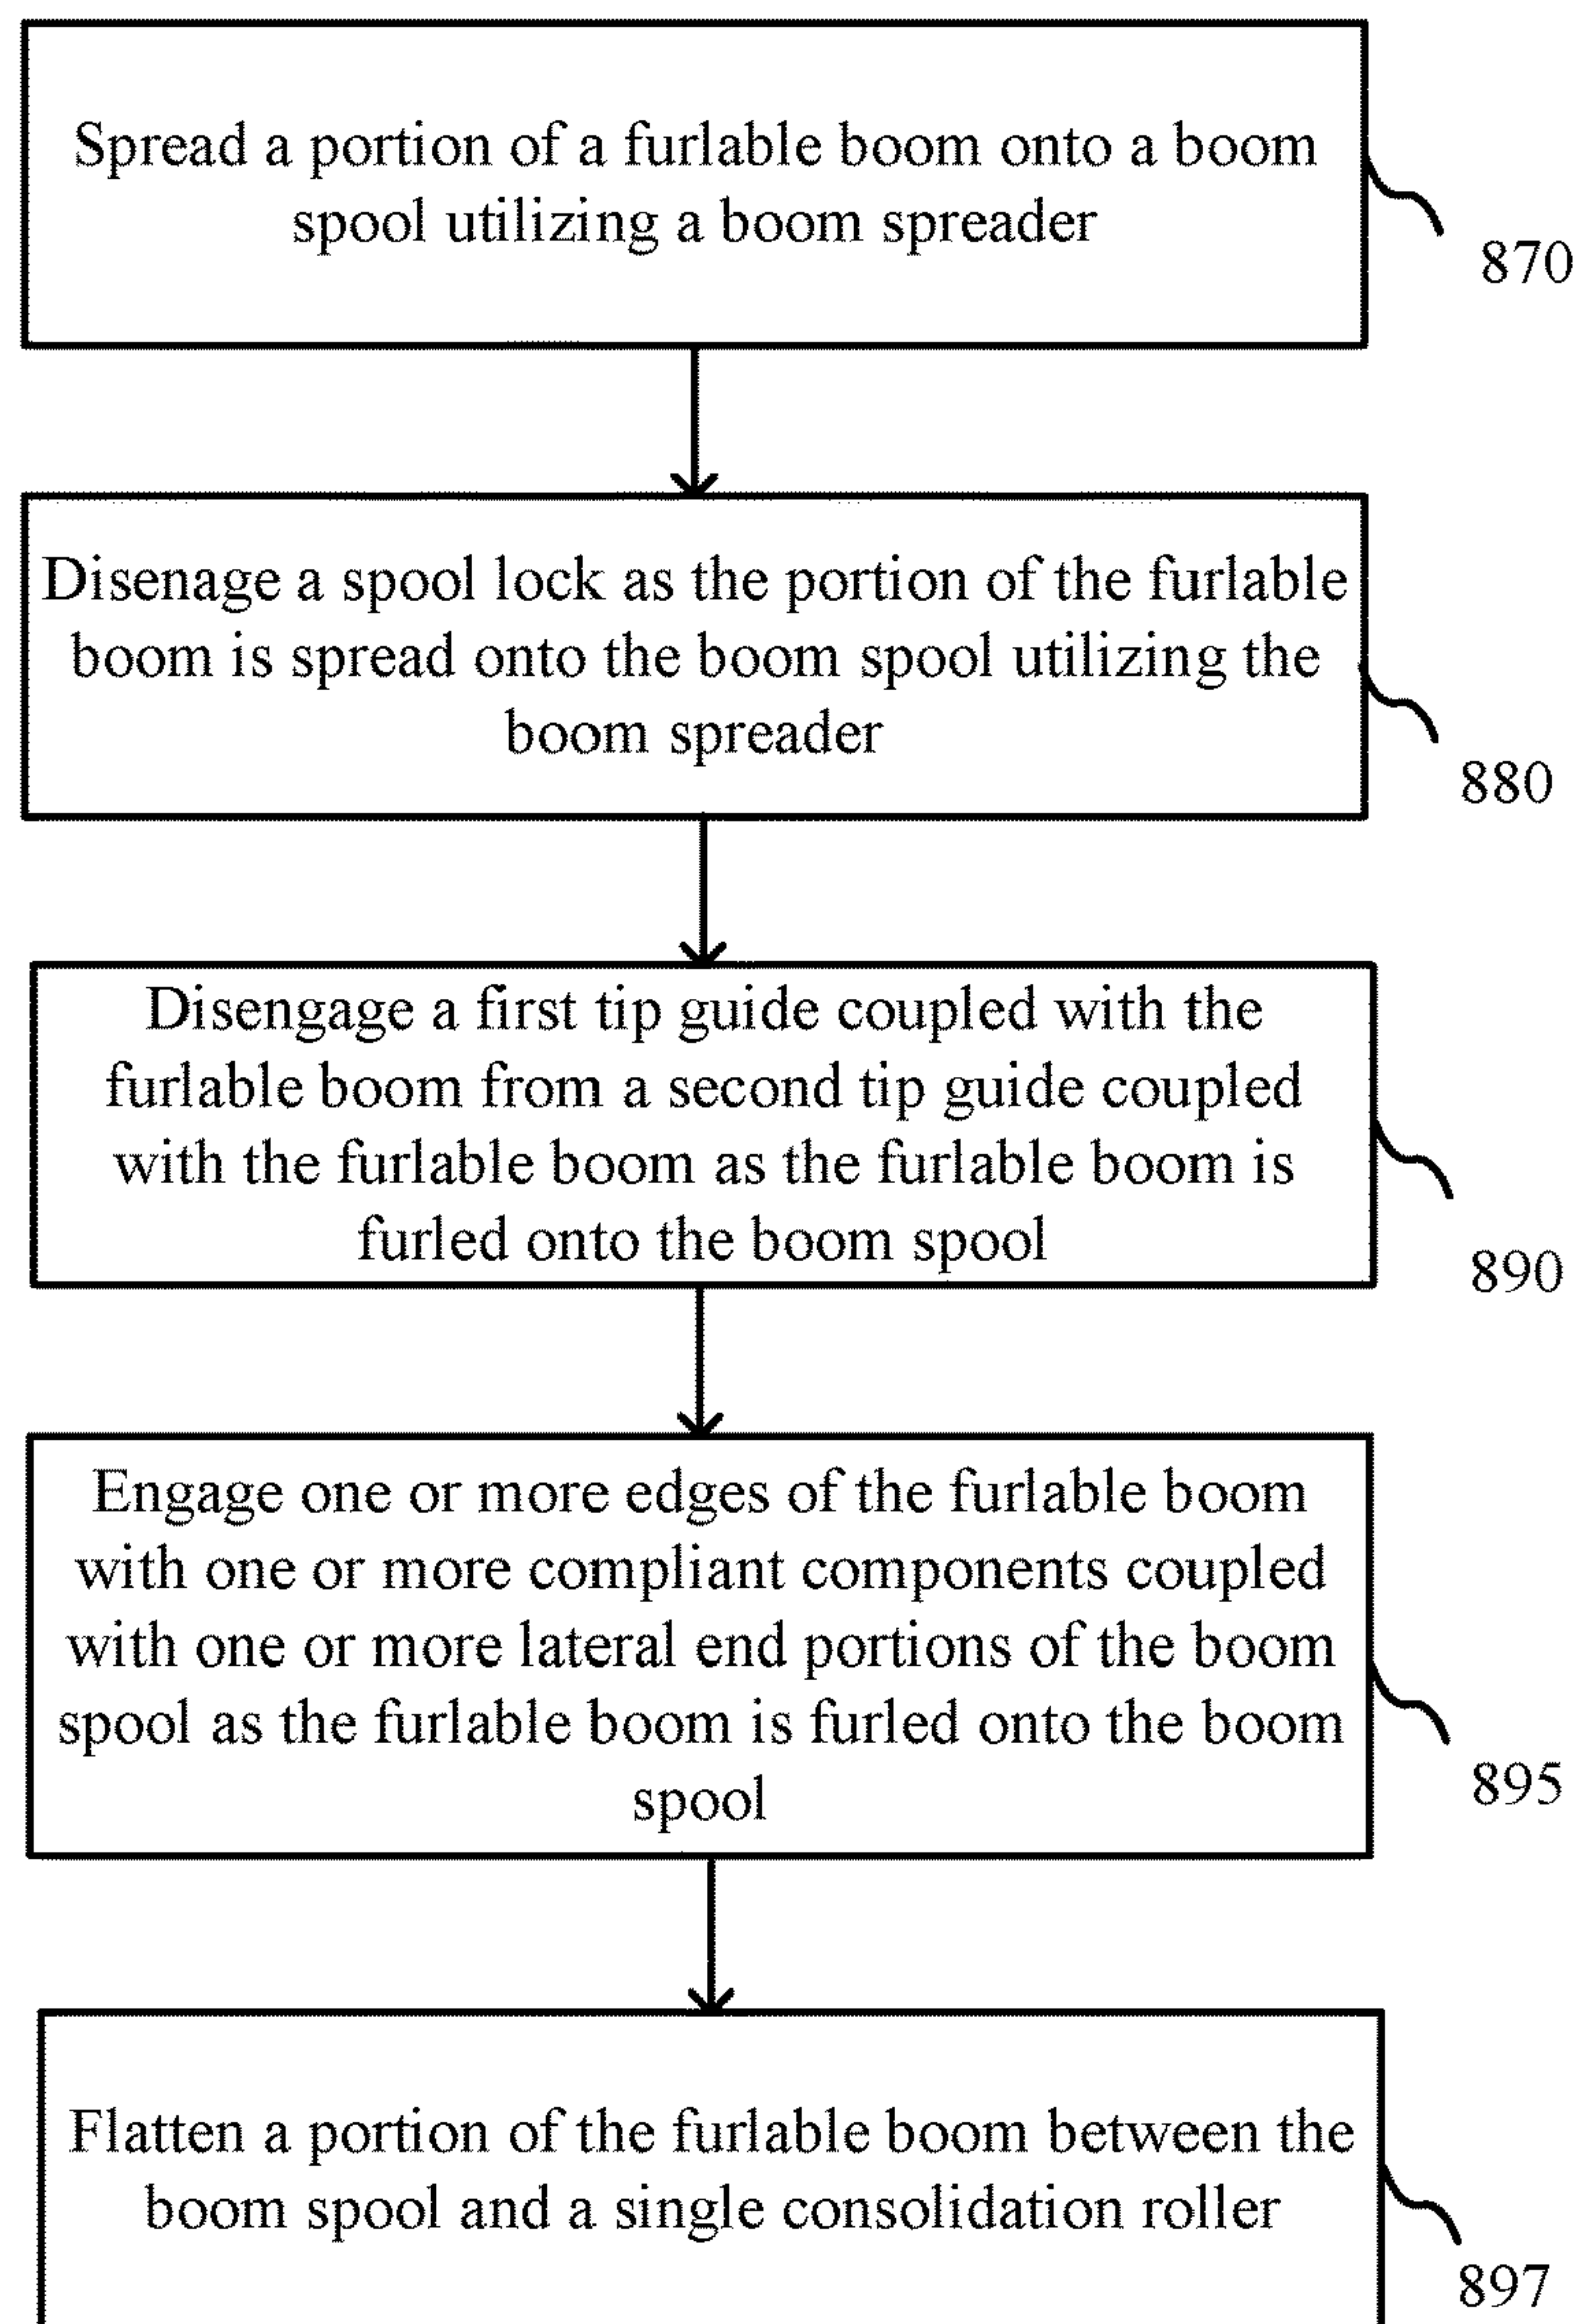 Spread a portion of a furlable boom onto a boom
spool utilizing a boom spreader
870
Disenage a spool lock as the portion of the furlable
boom is spread onto the boom spool utilizing the
boom spreader
880
Disengage a first tip guide coupled with the
furlable boom from a second tip guide coupled
with the furlable boom as the furlable boom is
furled onto the boom spool
890
Engage one or more edges of the furlable boom
with one or more compliant components coupled
with one or more lateral end portions of the boom
spool as the furlable boom is furled onto the boom
spool
895
Flatten a portion of the furlable boom between the
boom spool and a single consolidation roller
897